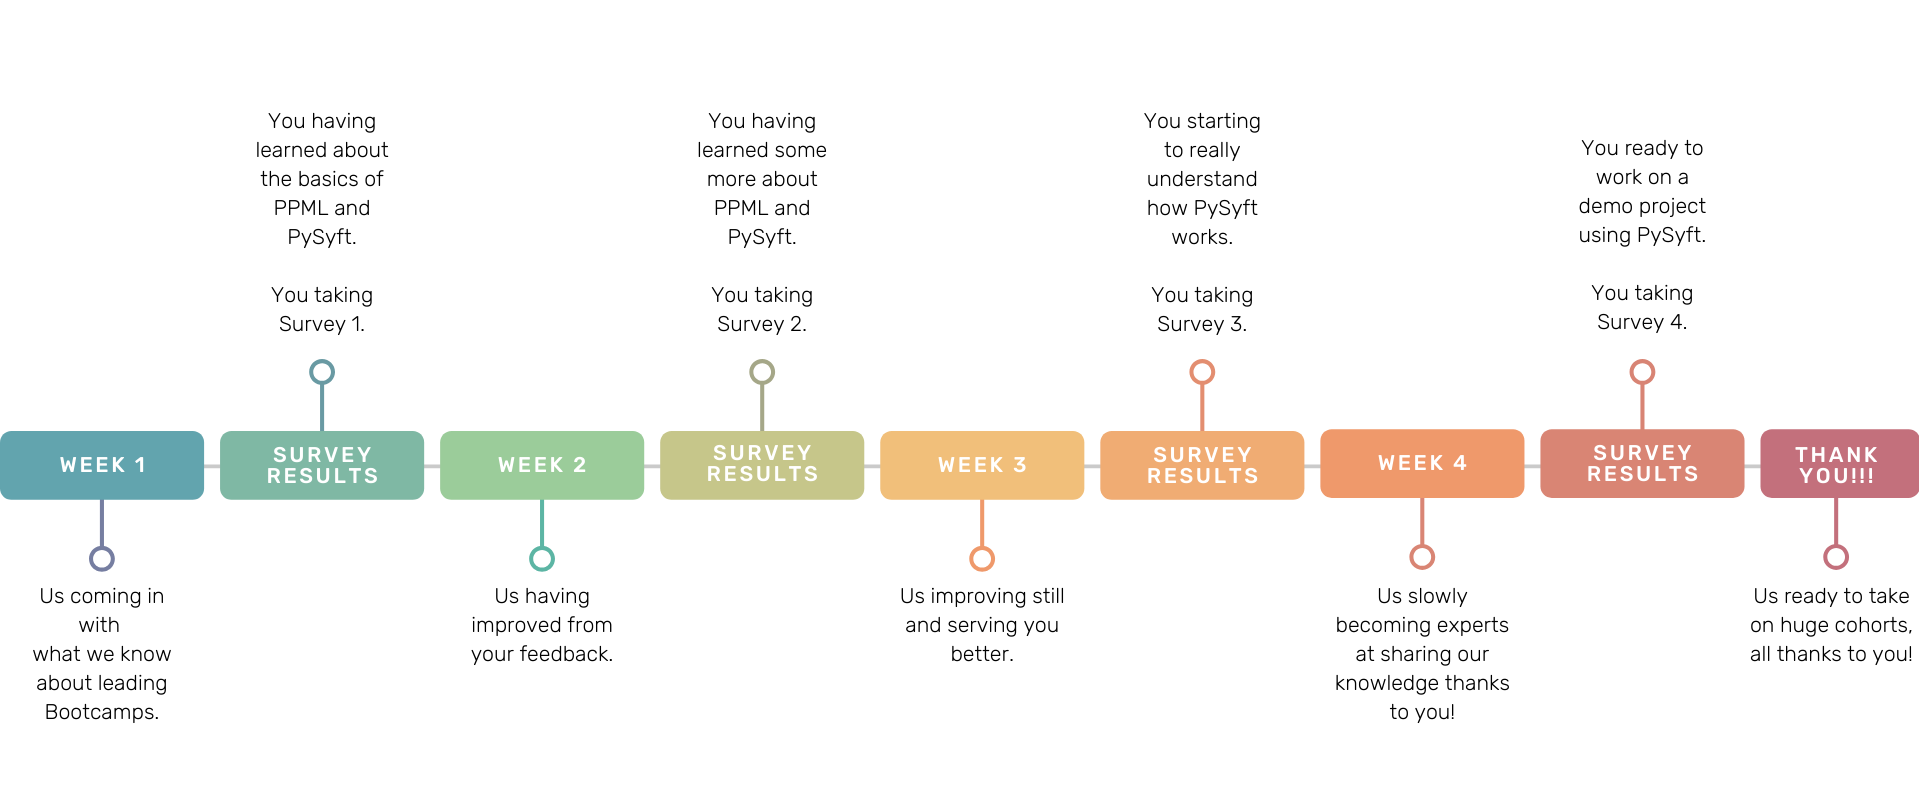 You having
learned about
the basics of
PPML and
PySyft.
You taking
Survey 1.
You having
learned some
more about
PPML and
PySyft.
You taking
Survey 2.
You starting
to really
understand
how PySyft
works.
You taking
Survey 3.
You ready to
work on a
demo project
using PySyft.
You taking
Survey 4.
WEEK 1
SURVEY
RESULTS
WEEK 2
SURVEY
RESULTS
WEEK 3
SURVEY
RESULTS
WEEK 4
SURVEY
RESULTS
THANK
YOU!!!
Us coming in
with
what we know
about leading
Bootcamps.
Us having
improved from
your feedback.
Us improving still
and serving you
better.
Us slowly
becoming experts
at sharing our
knowledge thanks
to you!
Us ready to take
on huge cohorts,
all thanks to you!